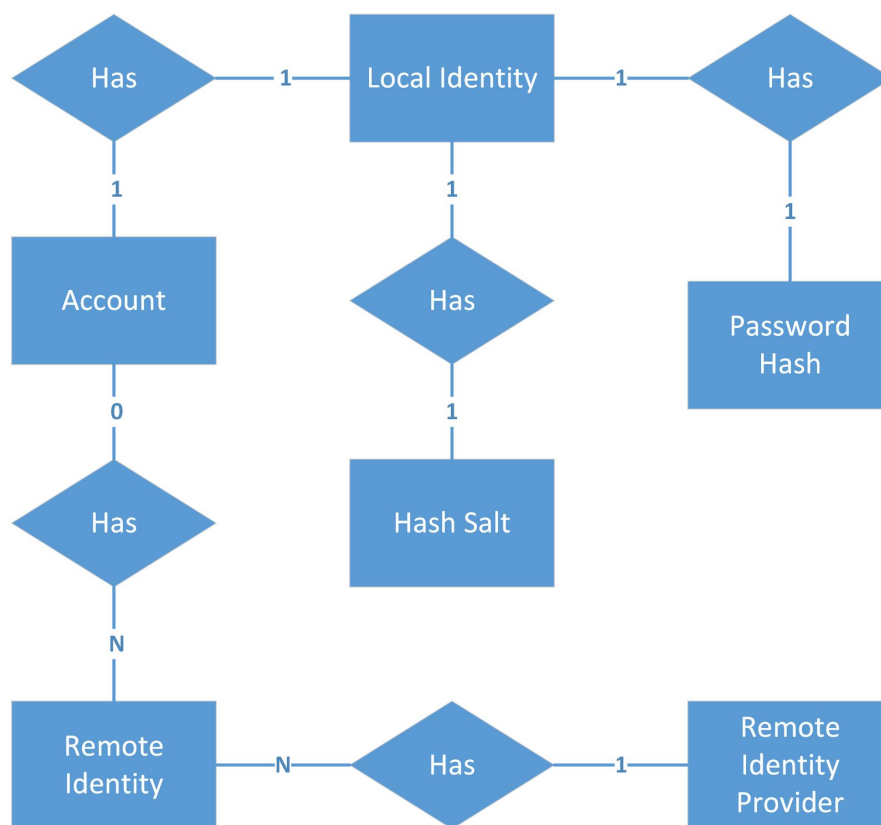 Has
1
Local Identity
1
Has
1
1
1
Account
Has
Password
Hash
0
1
Has
Hash Salt
N
Remote
Identity
N
Has
1
Remote
Identity
Provider